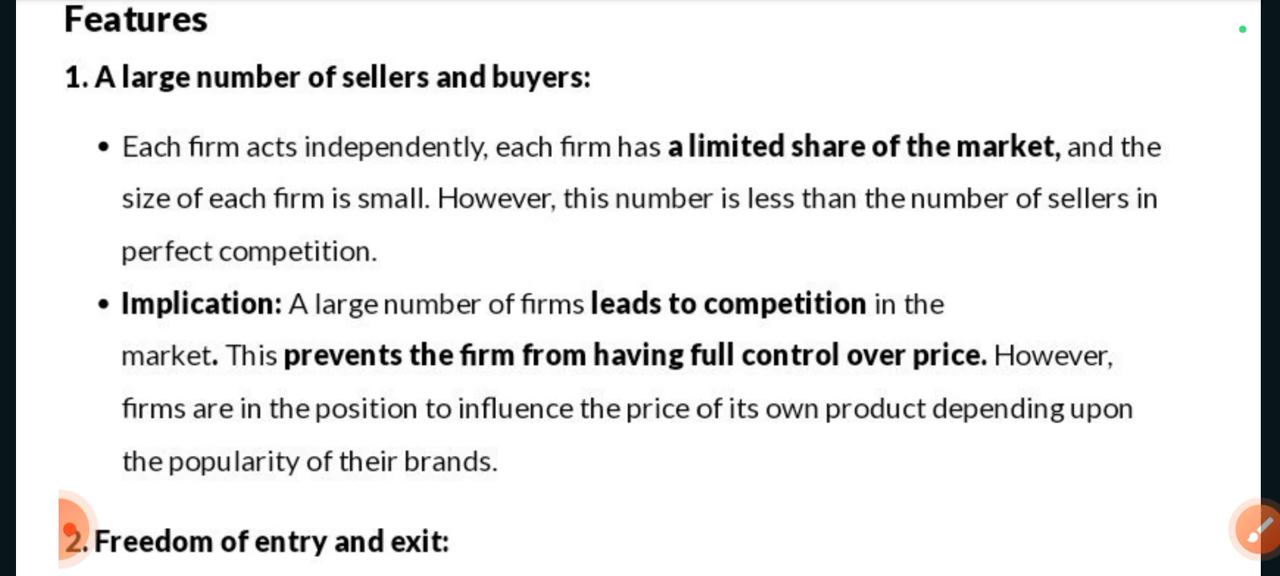 Features
1. A large number of sellers and buyers:
• Each firm acts independently, each firm has a limited share of the market, and the
size of each firm is small. However, this number is less than the number of sellers in
perfect competition.
• Implication: A large number of firms leads to competition in the
market. This prevents the firm from having full control over price. However,
firms are in the position to influence the price of its own product depending upon
the popularity of their brands.
2. Freedom of entry and exit: